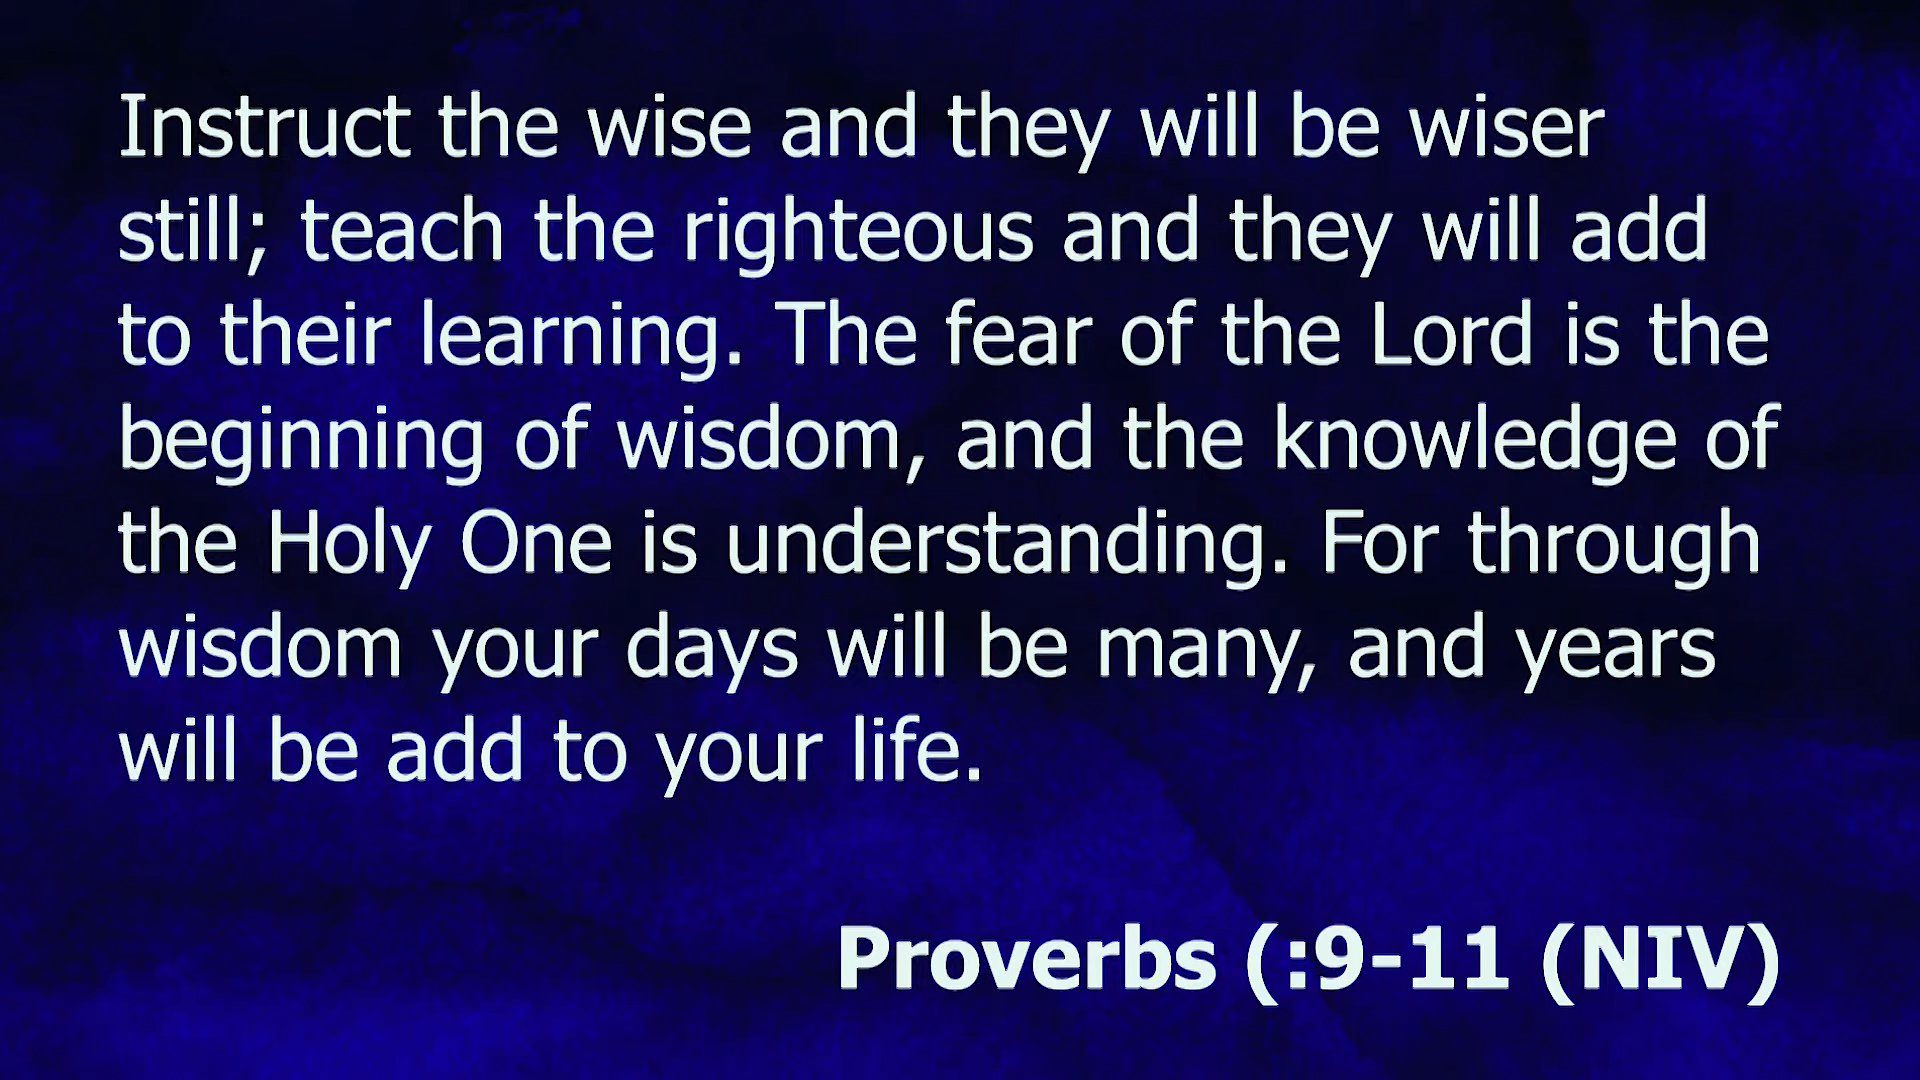 Instruct the wise and they will be wiser
still; teach the righteous and they will add
to their learning. The fear of the Lord is the
beginning of wisdom, and the knowledge of
the Holy One is understanding. For through
wisdom your days will be many, and years
will be add to your life.
Proverbs (:9-11 (NIV)